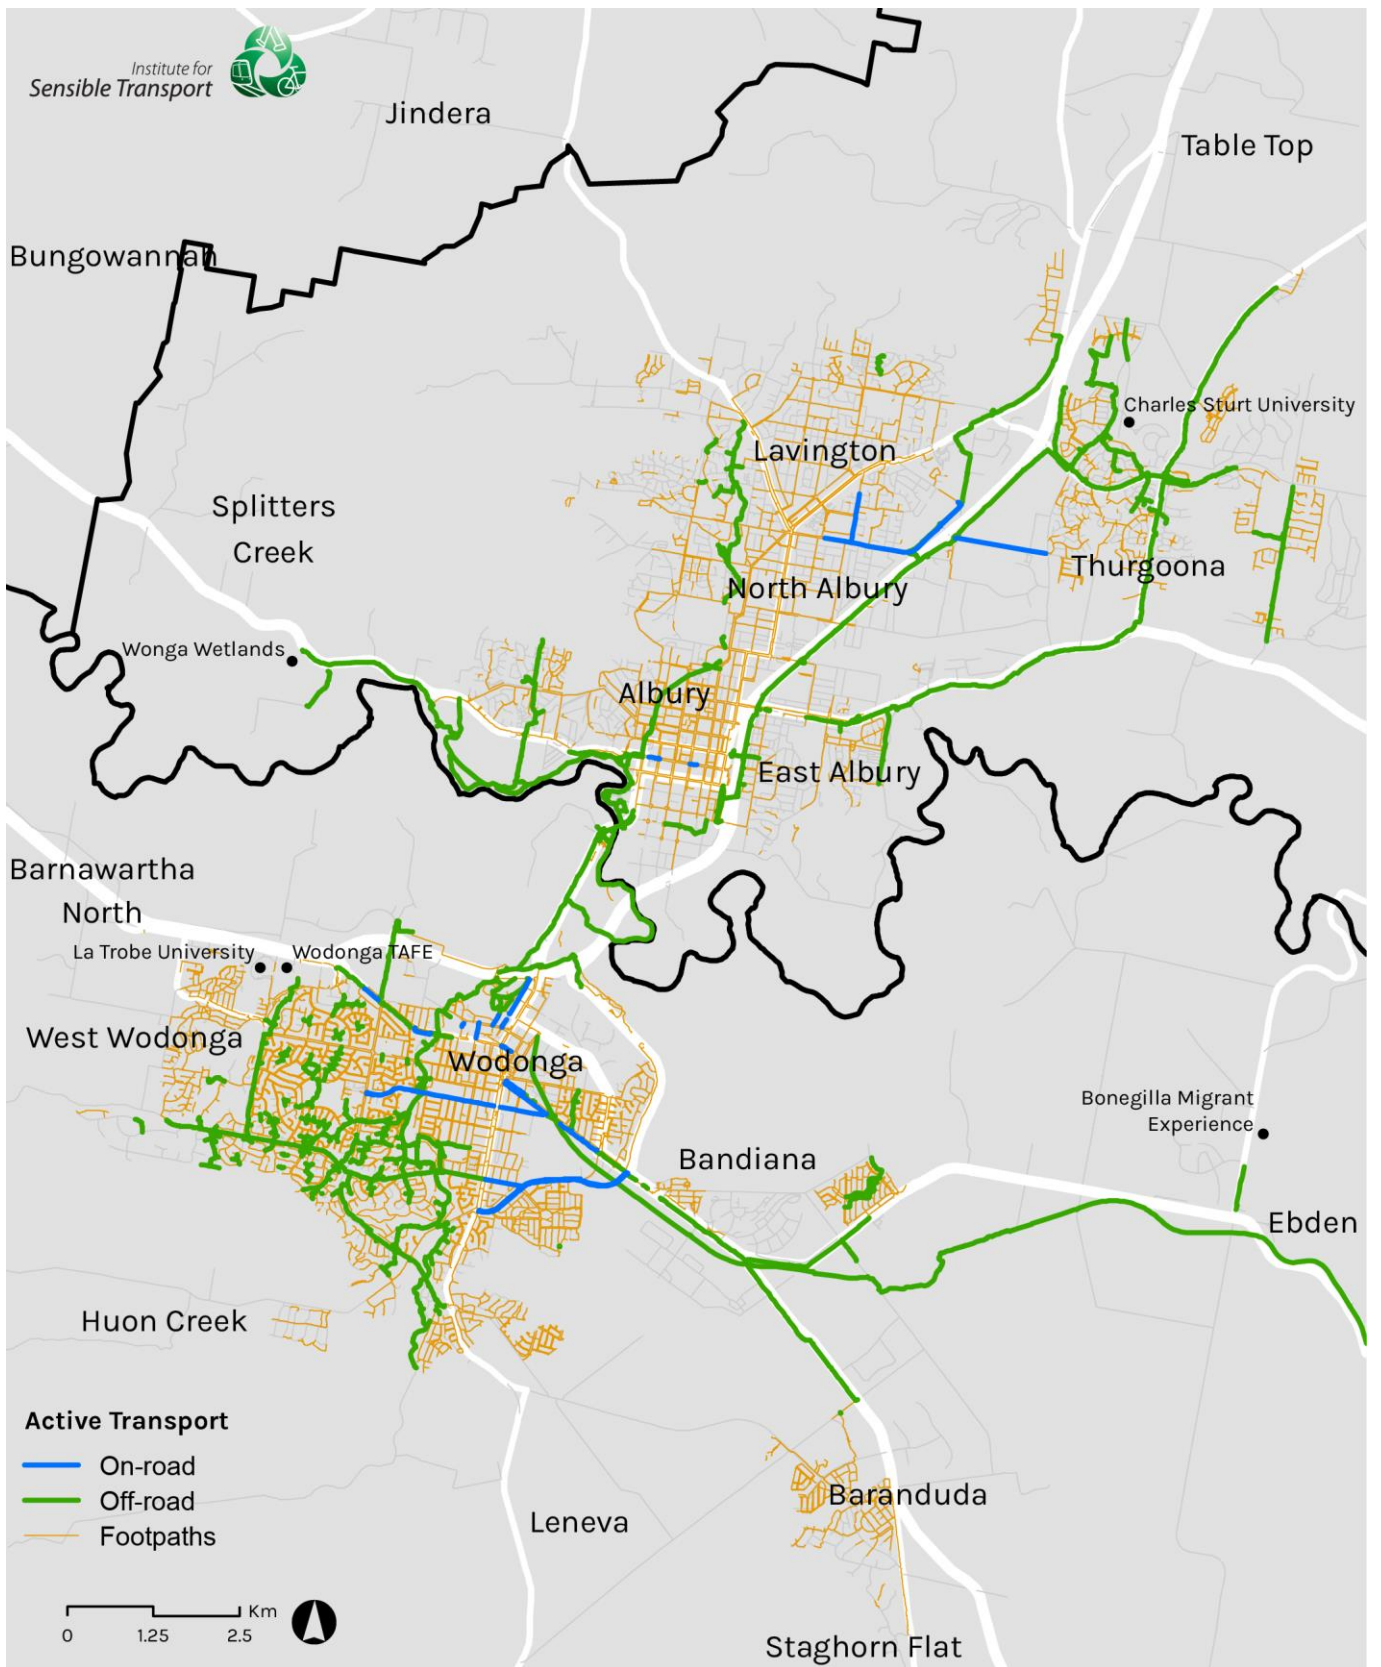 Institute for
Sensible Transport
Jindera
Table Top
Bungowannah
Charles Sturt University
Lavington
Splitters
Creek
Thurgoona
North Albury
Wonga Wetlands
Albury
East Albury
Barnawartha
North
La Trobe University
Wodonga TAFE
West Wodonga
Wodonga
Bonegilla Migrant
Experience
Bandiana
Ebden
Huon Creek
Active Transport
On-road
Off-road
Footpaths
Baranduda
Leneva
Km
0
1.25
2.5
Staghorn Flat